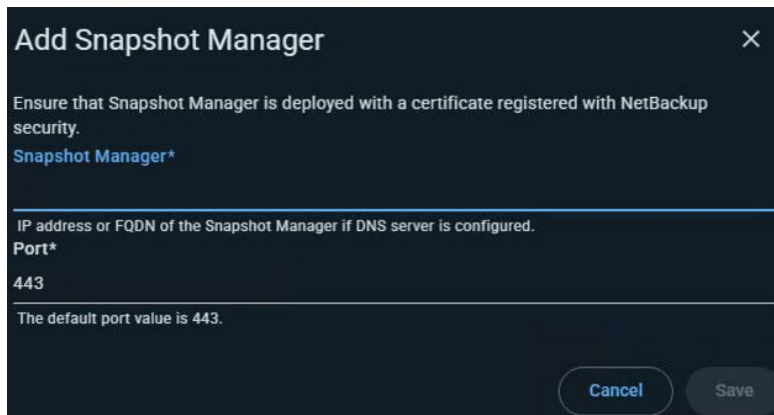 Add Snapshot Manager
Ensure that Snapshot Manager is deployed with a certificate registered with NetBackup
security.
Snapshot Manager*
IP address or FQDN of the Snapshot Manager if DNS server is configured.
Port*
443
The default port value is 443.
Cancel Save